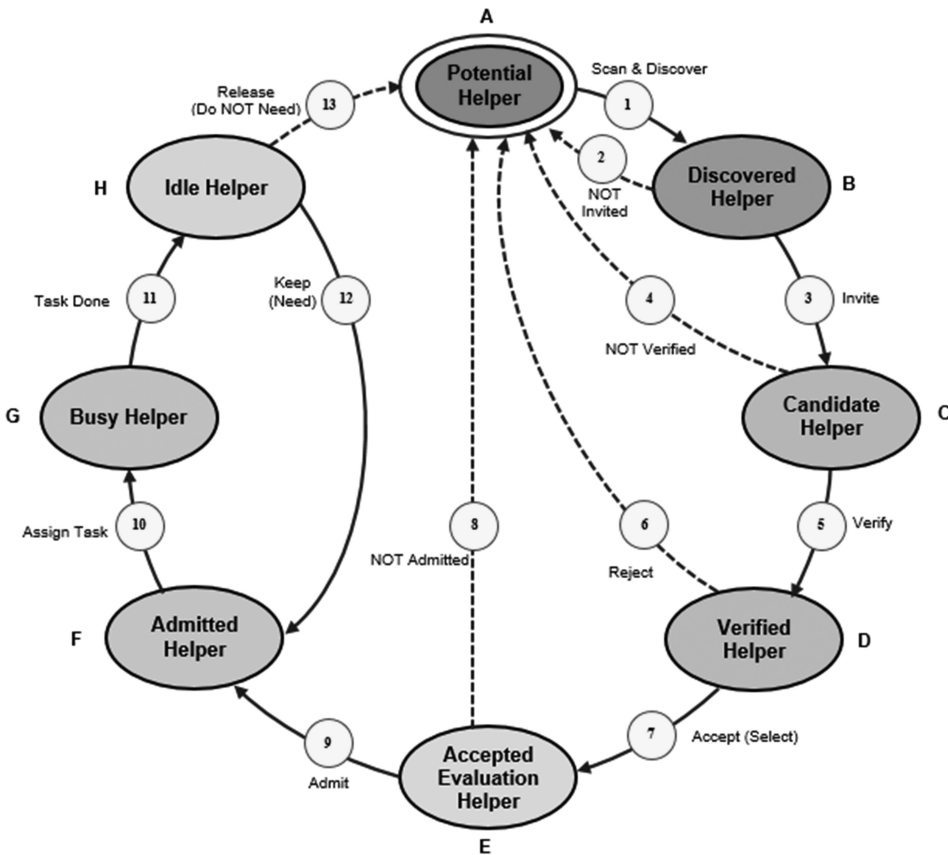 A
Potential
Helper
Scan & Discover
1
2
NOT
Invited
Discovered
Helper
B
3
Invite
4
NOT Verified
Candidate
Helper
C
5
Verify
6
Reject
Verified
Helper
D
7
Accept (Select)
8
NOT Admitted
Accepted
Evaluation
Helper
E
9
Admit
Admitted
Helper
F
10
Assign Task
Busy Helper
G
11
Task Done
Idle Helper
H
Keep
(Need)
12
Release
(Do NOT Need)
13